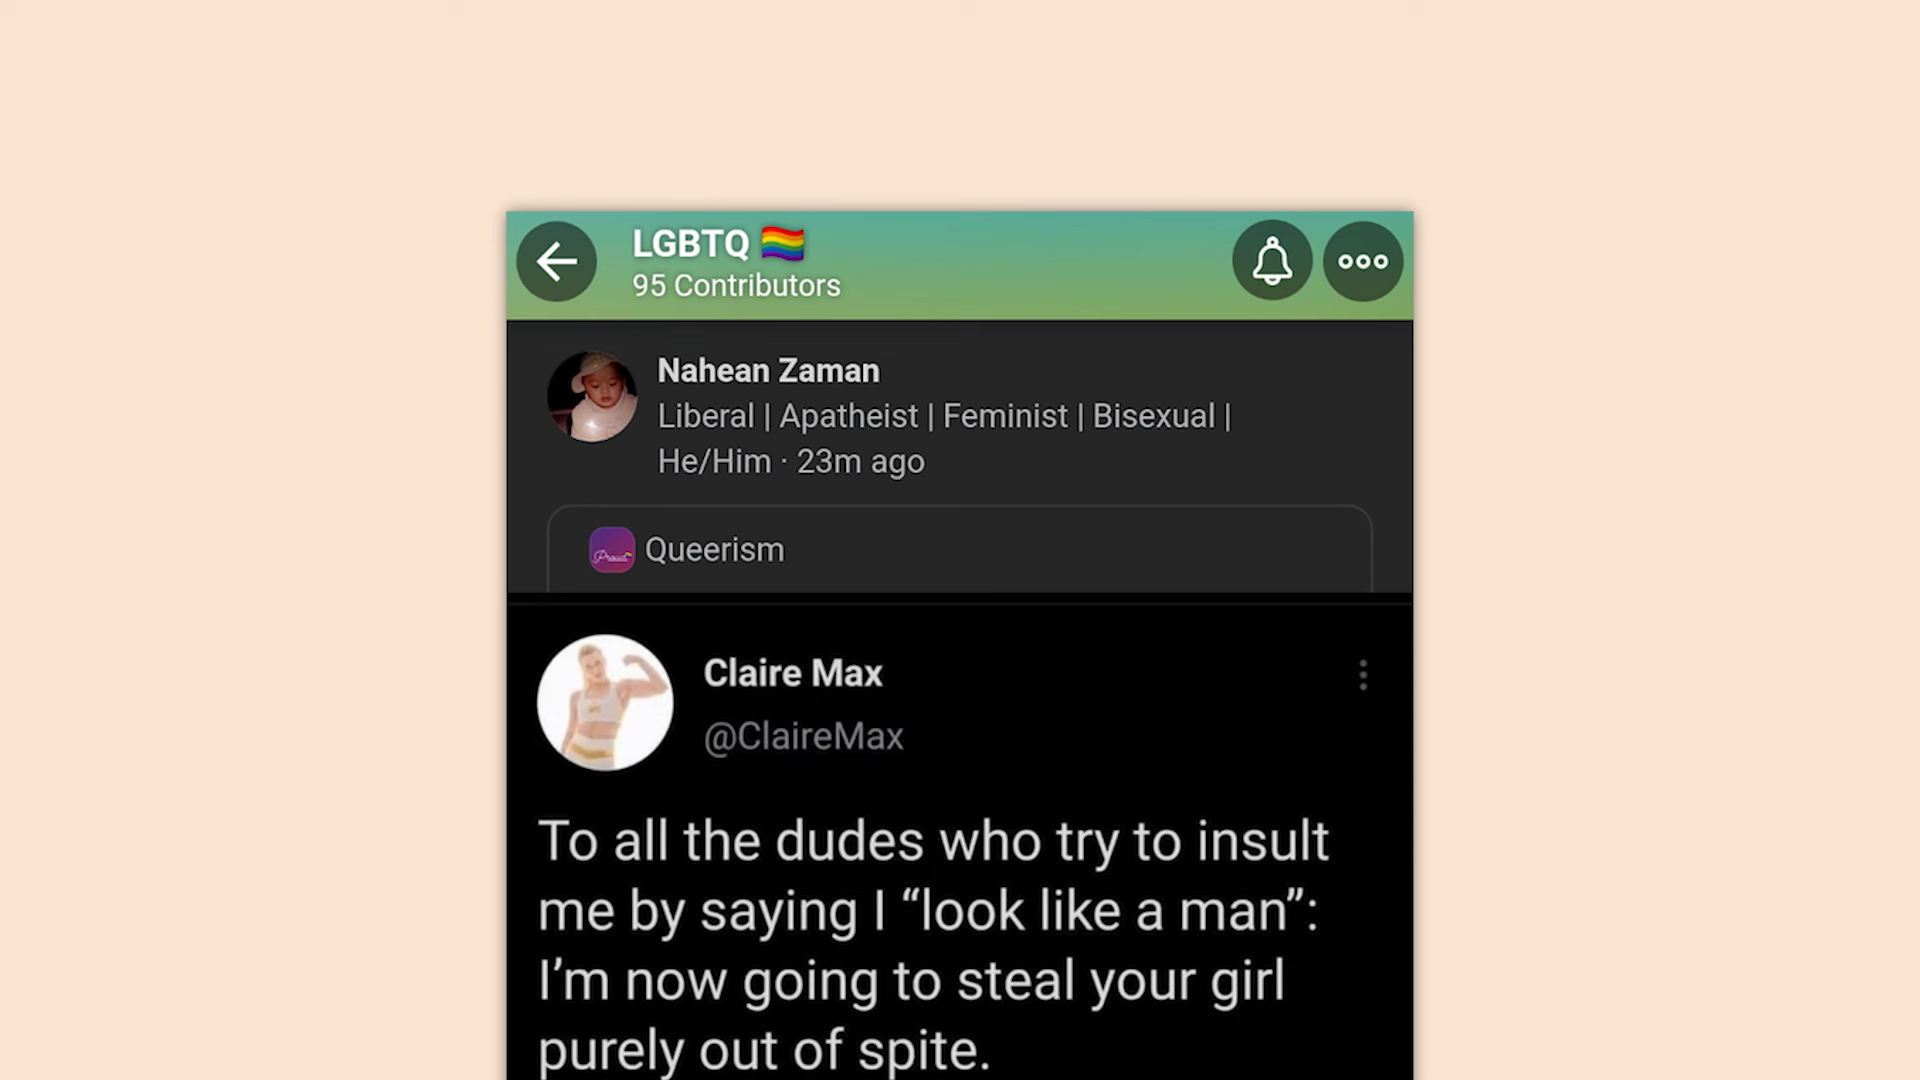 LGBTQ 🏳️‍🌈
95 Contributors
Nahean Zaman
Liberal | Apatheist | Feminist | Bisexual |
He/Him · 23m ago
Proud
Queerism
Claire Max
@ClaireMax
To all the dudes who try to insult
me by saying I “look like a man”:
I’m now going to steal your girl
purely out of spite.